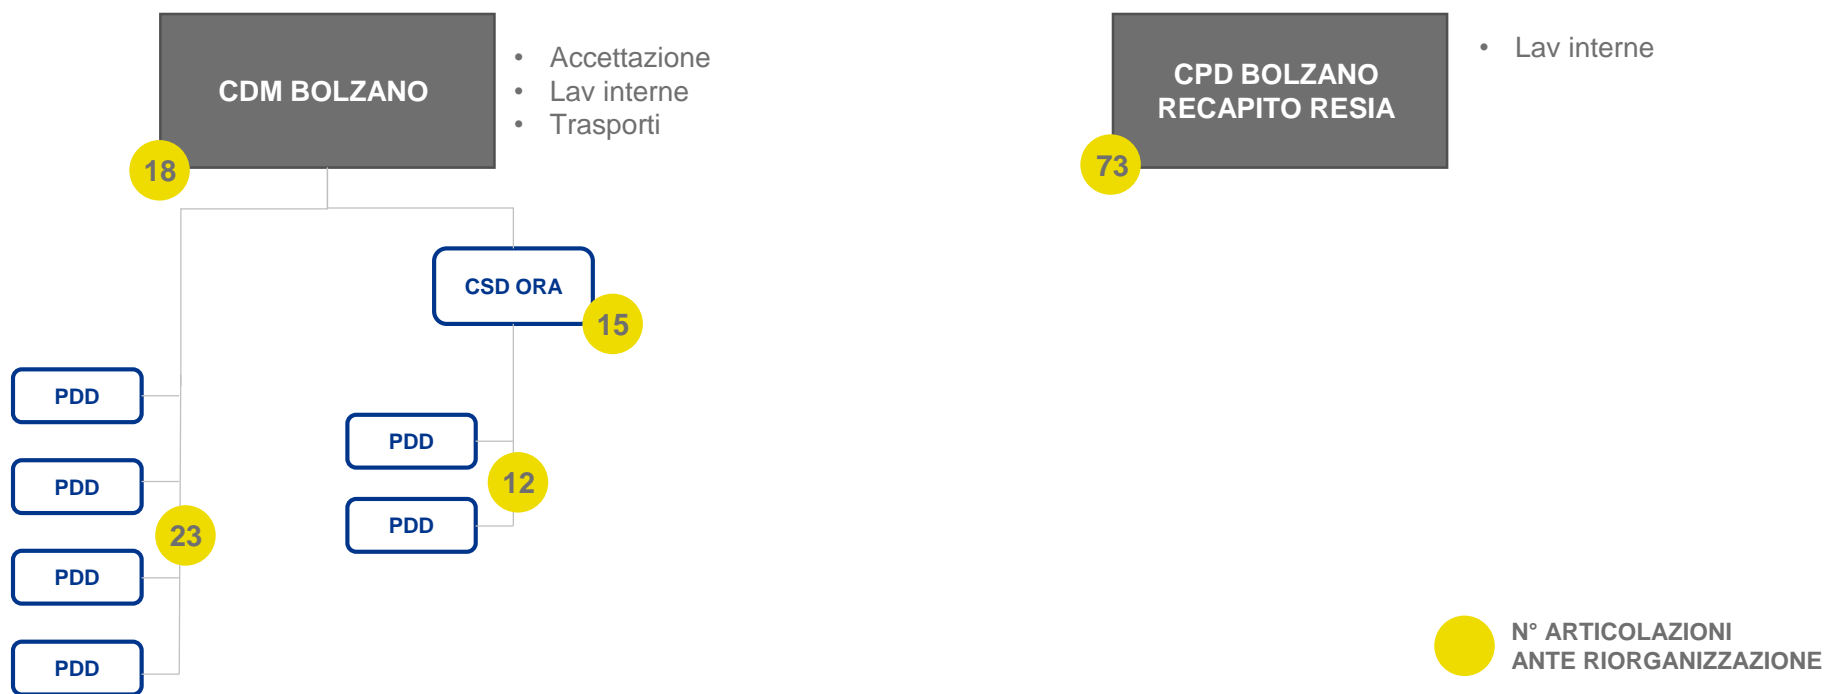 CDM BOLZANO
• Accettazione
• Lav interne
• Trasporti
18
CPD BOLZANO
RECAPITO RESIA
• Lav interne
73
CSD ORA
15
PDD
PDD
PDD
PDD
23
PDD
PDD
12
N° ARTICOLAZIONI
ANTE RIORGANIZZAZIONE